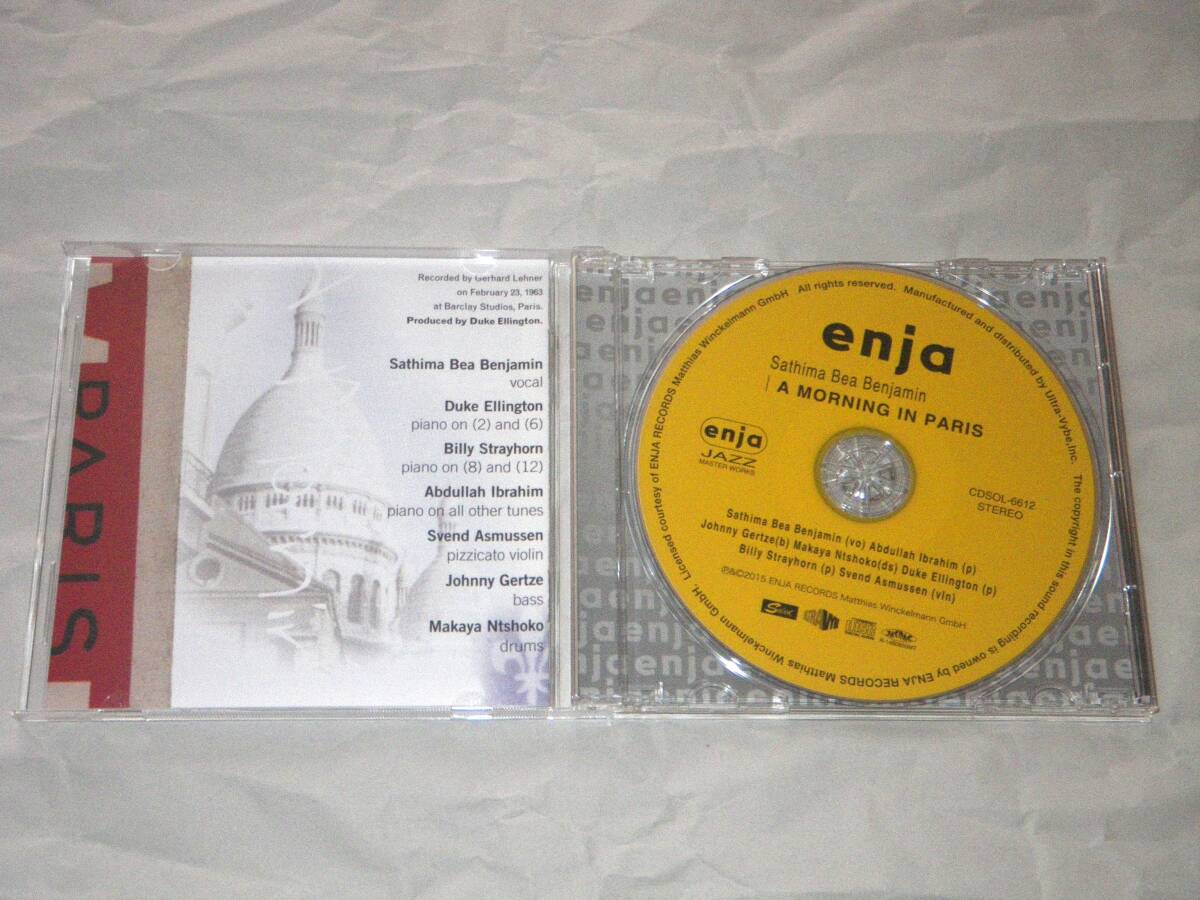 PARIS
Recorded by Gerhard Lehner
on February 23, 1963
at Barclay Studios, Paris.
Produced by Duke Ellington.
Sathima Bea Benjamin
vocal
Duke Ellington
piano on (2) and (6)
Billy Strayhorn
piano on (8) and (12)
Abdullah Ibrahim
piano on all other tunes
Svend Asmussen
pizzicato violin
Johnny Gertze
bass
Makaya Ntshoko
drums
enja
Sathima Bea Benjamin
A MORNING IN PARIS
enja
JAZZ
MASTER WORKS
CDSOL-6612
STEREO
Sathima Bea Benjamin (vo) Abdullah Ibrahim (p)
Johnny Gertze(b) Makaya Ntshoko(ds) Duke Ellington (p)
Billy Strayhorn (p) Svend Asmussen (vln)
℗&©2015 ENJA RECORDS Matthias Winckelmann GmbH
Licensed courtesy of ENJA RECORDS Matthias Winckelmann GmbH All rights reserved. Manufactured and distributed by Ultra-Vybe,Inc. The copyright in this sound recording is owned by ENJA RECORDS Matthias Winckelmann GmbH.